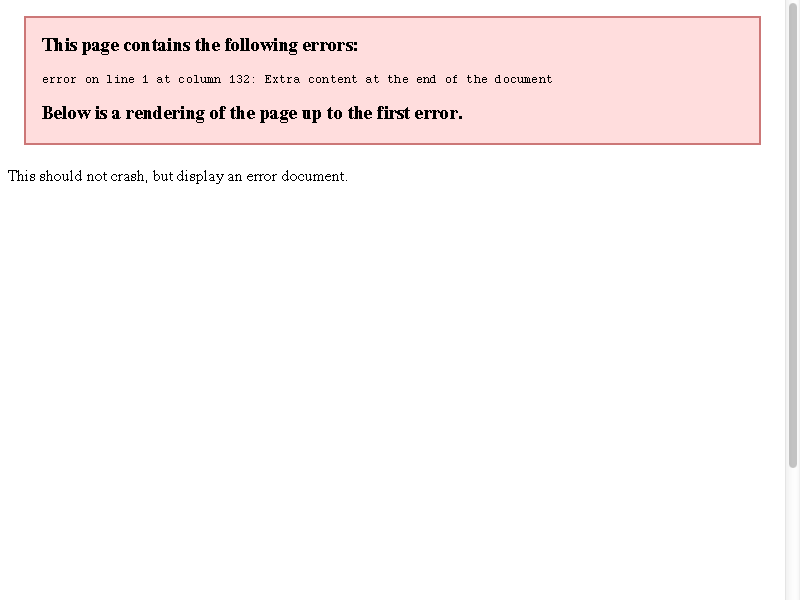 This page contains the following errors:
error on line 1 at column 132: Extra content at the end of the document
Below is a rendering of the page up to the first error.
This should not crash, but display an error document.